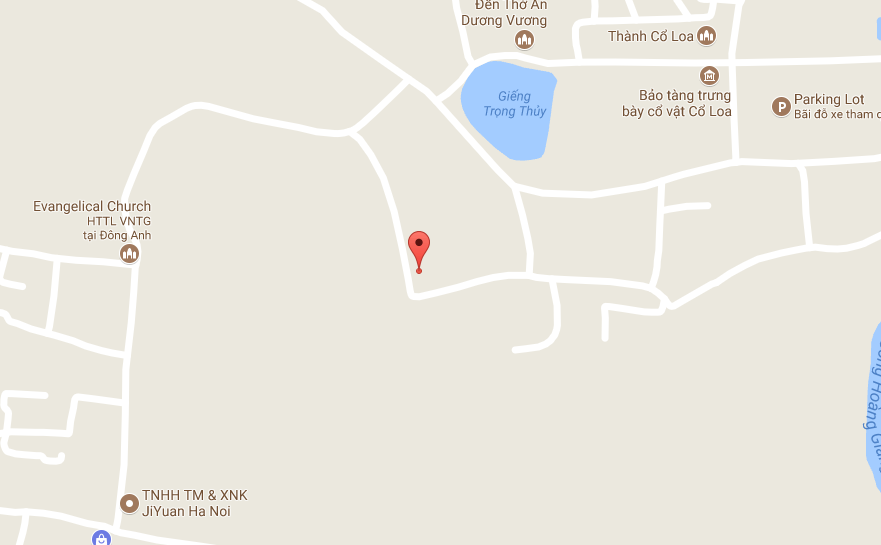 Đền Thờ An
Dương Vương
Thành Cổ Loa
Giếng
Trọng Thủy
Bảo tàng trưng
bày cổ vật Cổ Loa
P
Parking Lot
Bãi đỗ xe tham
Evangelical Church
HTTL VNTG
tại Đông Anh
TNHH TM & XNK
JiYuan Ha Noi
Hoàng